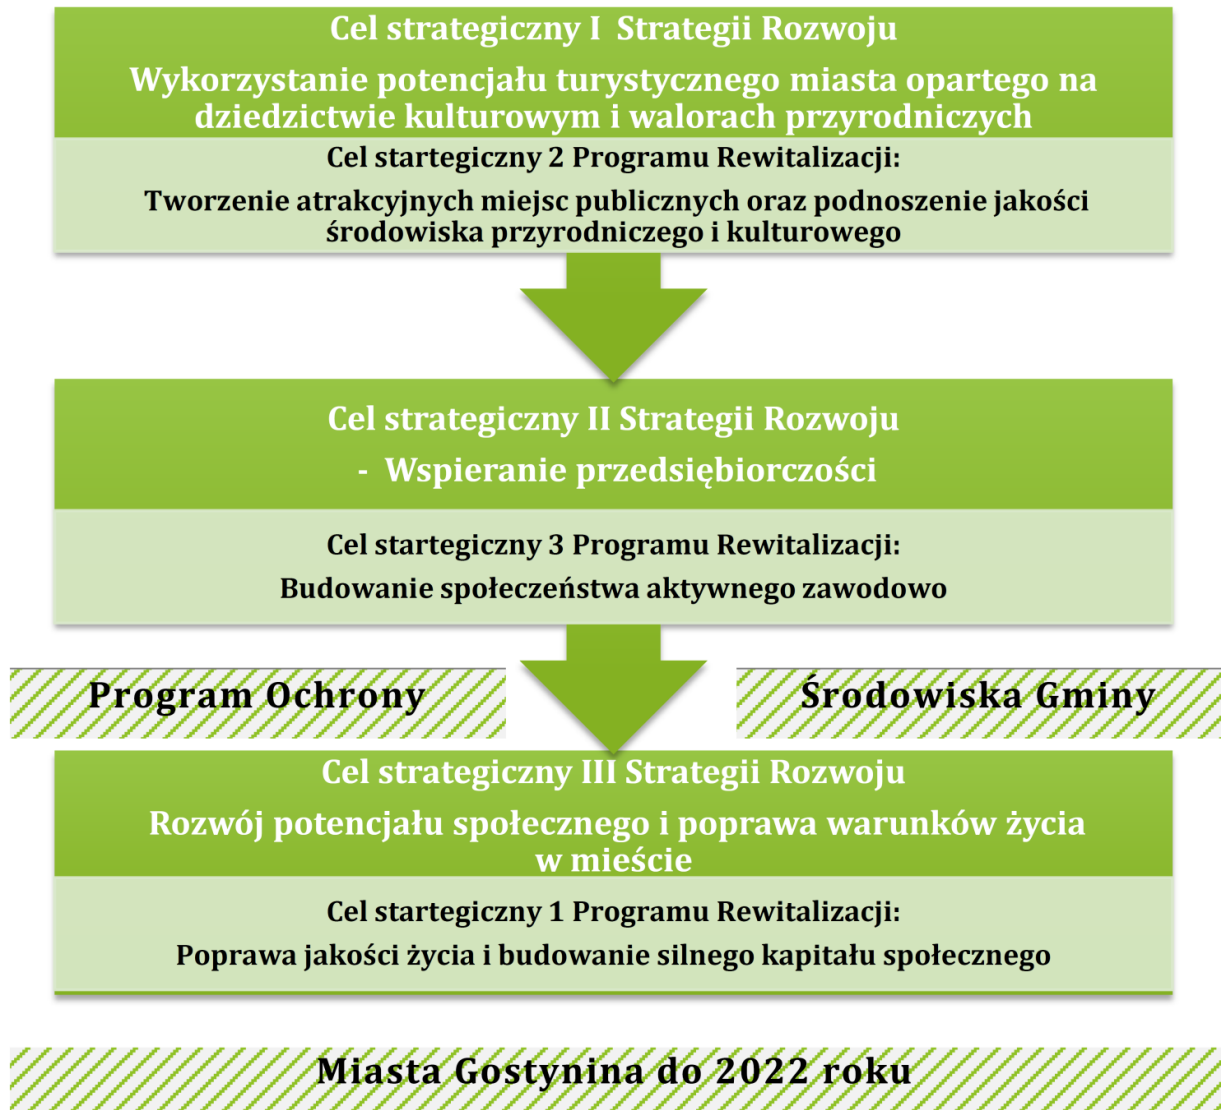 Cel strategiczny I Strategii Rozwoju
Wykorzystanie potencjału turystycznego miasta opartego na
dziedzictwie kulturowym i walorach przyrodniczych
Cel startegiczny 2 Programu Rewitalizacji:
Tworzenie atrakcyjnych miejsc publicznych oraz podnoszenie jakości
środowiska przyrodniczego i kulturowego
Cel strategiczny II Strategii Rozwoju
- Wspieranie przedsiębiorczości
Cel startegiczny 3 Programu Rewitalizacji:
Budowanie społeczeństwa aktywnego zawodowo
Program Ochrony Środowiska Gminy
Cel strategiczny III Strategii Rozwoju
Rozwój potencjału społecznego i poprawa warunków życia
w mieście
Cel startegiczny 1 Programu Rewitalizacji:
Poprawa jakości życia i budowanie silnego kapitału społecznego
Miasta Gostynina do 2022 roku